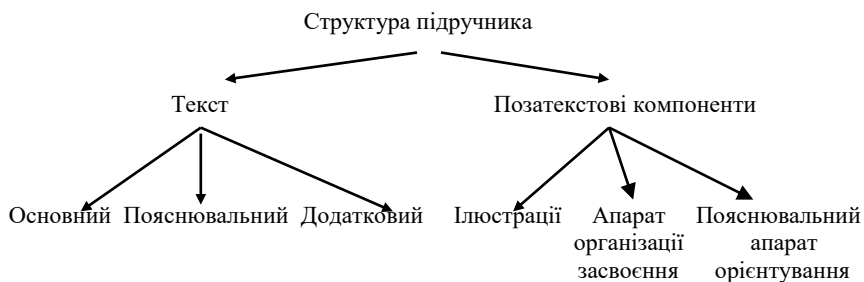 Структура підручника
Текст Позатекстові компоненти
Основний Пояснювальний Додатковий Ілюстрації Апарат Пояснювальний
організації апарат
засвоєння орієнтування